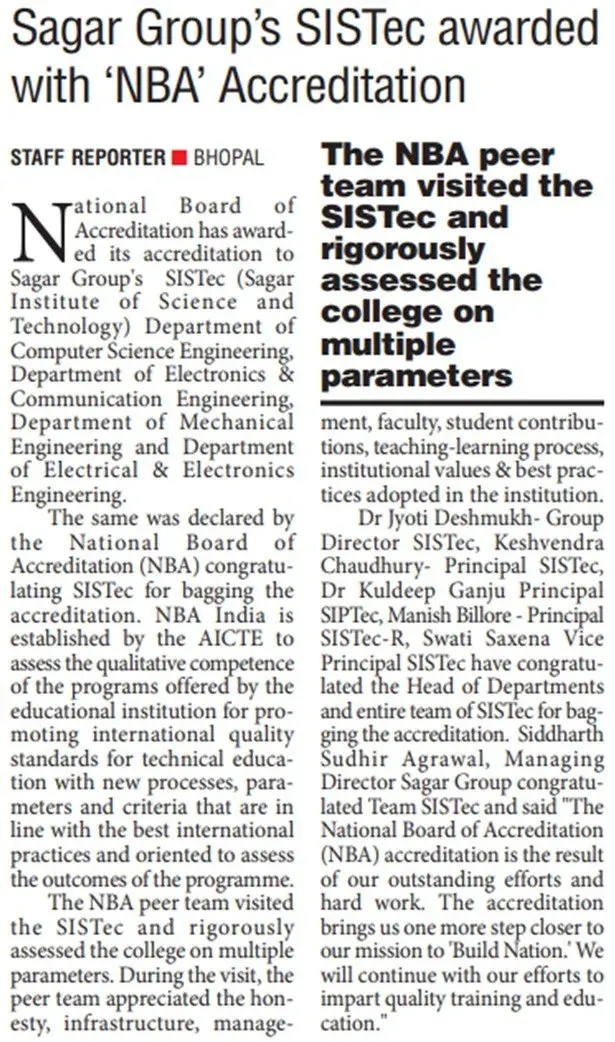 Sagar Group's SISTec awarded
with 'NBA' Accreditation
STAFF REPORTER ■ BHOPAL
National Board of
Accreditation has award-
ed its accreditation to
Sagar Group's SISTec (Sagar
Institute of Science and
Technology) Department of
Computer Science Engineering,
Department of Electronics &
Communication Engineering,
Department of Mechanical
Engineering and Department
of Electrical & Electronics
Engineering.
The same was declared by
the National Board of
Accreditation (NBA) congratu-
lating SISTec for bagging the
accreditation. NBA India is
established by the AICTE to
assess the qualitative competence
of the programs offered by the
educational institution for pro-
moting international quality
standards for technical educa-
tion with new processes, para-
meters and criteria that are in
line with the best international
practices and oriented to assess
the outcomes of the programme.
The NBA peer team visited
the SISTec and rigorously
assessed the college on multiple
parameters. During the visit, the
peer team appreciated the hon-
esty, infrastructure, manage-
The NBA peer
team visited the
SISTec and
rigorously
assessed the
college on
multiple
parameters
ment, faculty, student contribu-
tions, teaching-learning process,
institutional values & best prac-
tices adopted in the institution.
Dr Jyoti Deshmukh- Group
Director SISTec, Keshvendra
Chaudhury- Principal SISTec,
Dr Kuldeep Ganju Principal
SIPTec, Manish Billore - Principal
SISTec-R, Swati Saxena Vice
Principal SISTec have congratu-
lated the Head of Departments
and entire team of SISTec for bag-
ging the accreditation. Siddharth
Sudhir Agrawal, Managing
Director Sagar Group congratu-
lated Team SISTec and said "The
National Board of Accreditation
(NBA) accreditation is the result
of our outstanding efforts and
hard work. The accreditation
brings us one more step closer to
our mission to 'Build Nation.' We
will continue with our efforts to
impart quality training and edu-
cation."